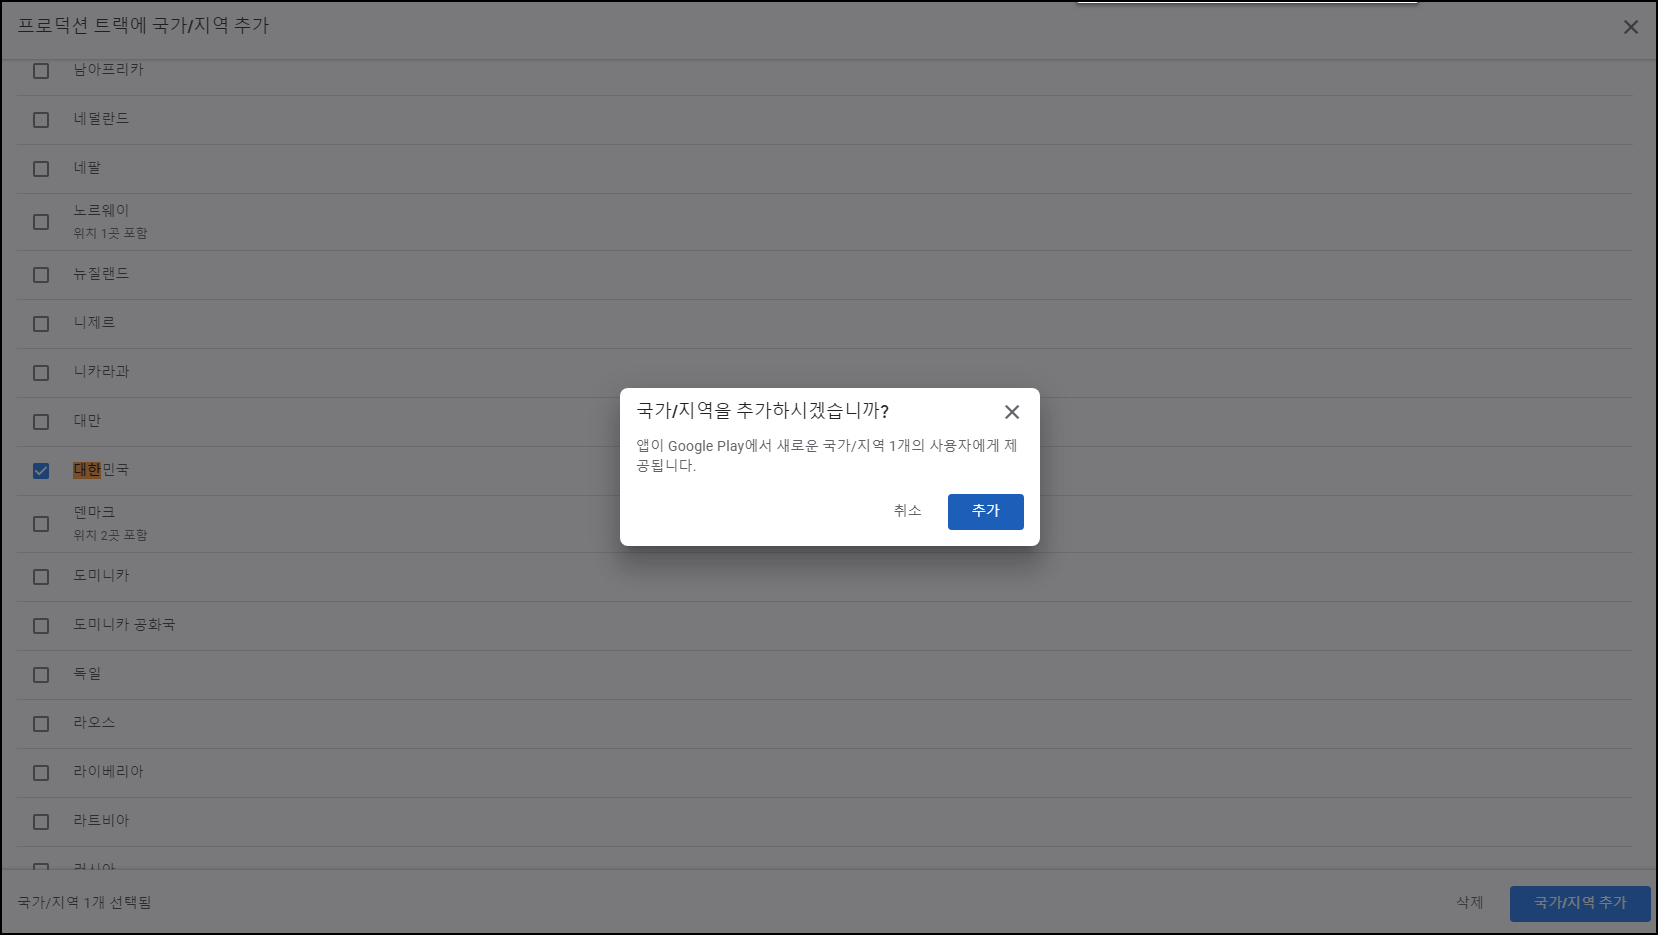 프로덕션 트랙에 국가/지역 추가
남아프리카
네덜란드
네팔
노르웨이
위치 1곳 포함
뉴질랜드
니제르
니카라과
대만
대한민국
덴마크
위치 2곳 포함
도미니카
도미니카 공화국
독일
라오스
라이베리아
라트비아
러시아
국가/지역을 추가하시겠습니까?
앱이 Google Play에서 새로운 국가/지역 1개의 사용자에게 제
공됩니다.
취소
추가
국가/지역 1개 선택됨
삭제
국가/지역 추가